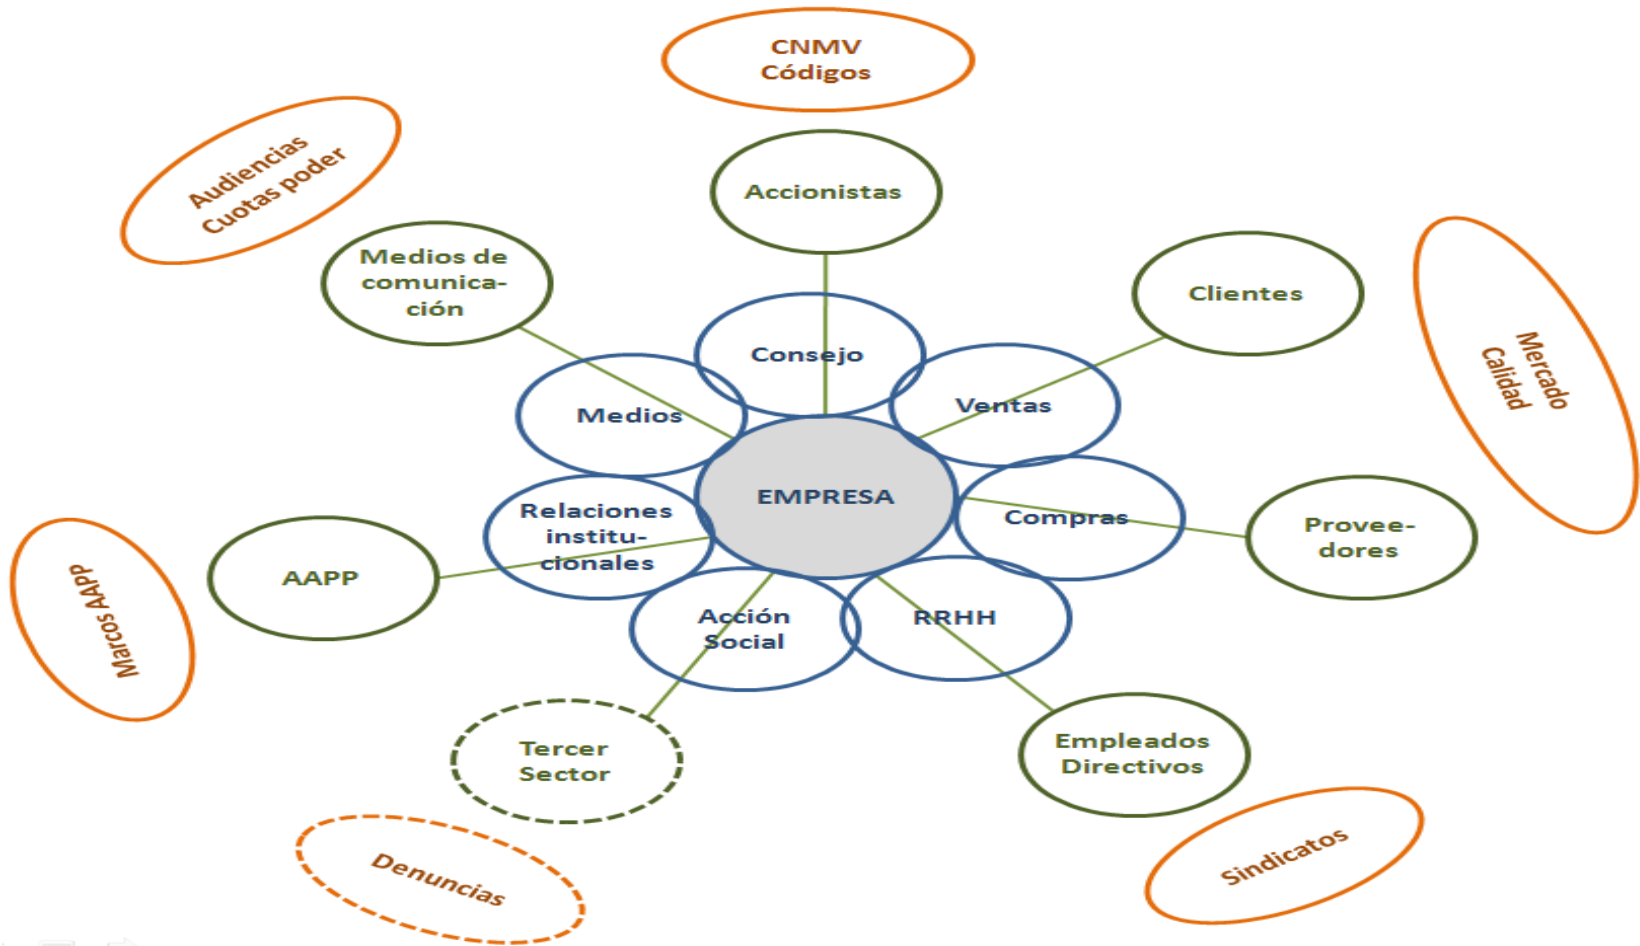 CNMV
Códigos
Audiencias
Cuotas poder
Accionistas
Medios de
comunica-
ción
Clientes
Mercado
Calidad
Consejo
Medios
Ventas
EMPRESA
Relaciones
institu-
cionales
Compras
Provee-
dores
AAPP
Marcos AAPP
Acción
Social
RRHH
Tercer
Sector
Empleados
Directivos
Denuncias
Sindicatos